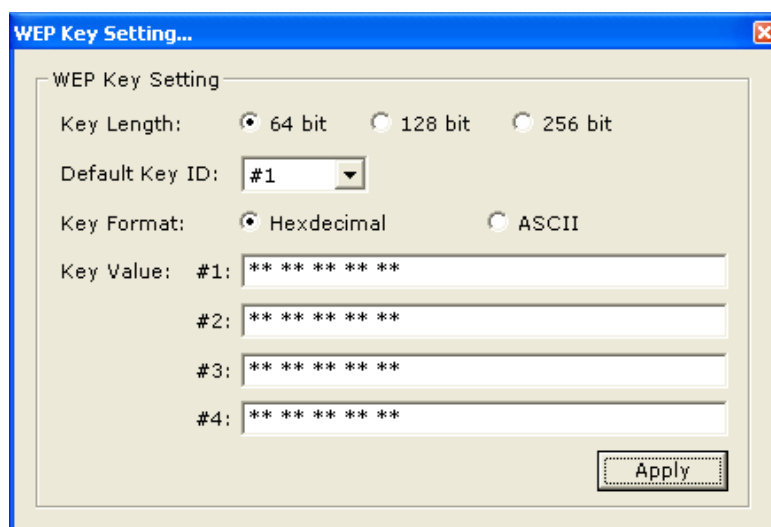 WEP Key Setting...
WEP Key Setting
Key Length: 64 bit 128 bit 256 bit
Default Key ID: #1
Key Format: Hexdecimal ASCII
Key Value: #1: ** ** ** ** **
#2: ** ** ** ** **
#3: ** ** ** ** **
#4: ** ** ** ** **
Apply